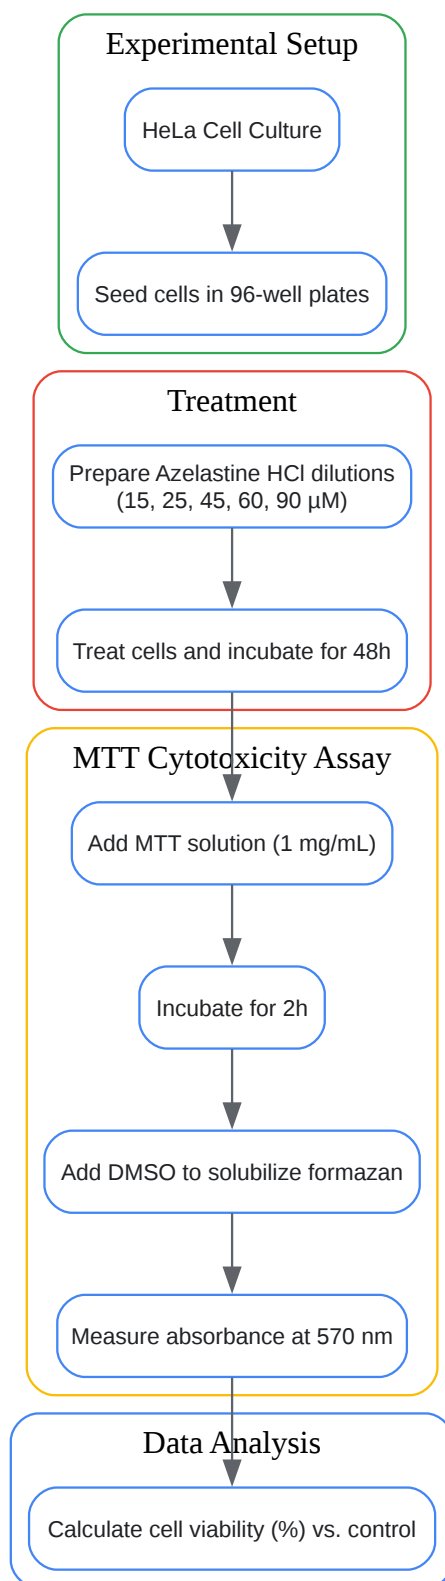 Experimental Setup
HeLa Cell Culture
Seed cells in 96-well plates
Treatment
Prepare Azelastine HCl dilutions
(15, 25, 45, 60, 90 µM)
Treat cells and incubate for 48h
MTT Cytotoxicity Assay
Add MTT solution (1 mg/mL)
Incubate for 2h
Add DMSO to solubilize formazan
Measure absorbance at 570 nm
Data Analysis
Calculate cell viability (%) vs. control